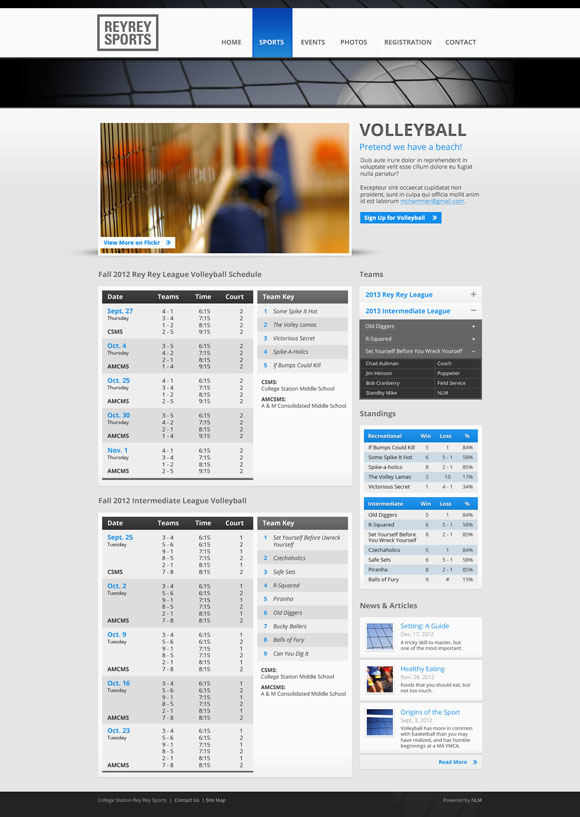 REYREY
SPORTS
HOME
SPORTS
EVENTS
PHOTOS
REGISTRATION
CONTACT
VOLLEYBALL
Pretend we have a beach!
Duis aute irure dolor in reprehenderit in
voluptate velit esse cillum dolore eu fugiat
nulla pariatur?
Excepteur sint occaecat cupidatat non
proident, sunt in culpa qui officia mollit anim
id est laborum mchammer@gmail.com.
Sign Up for Volleyball
View More on Flickr
Fall 2012 Rey Rey League Volleyball Schedule
Date Teams Time Court
Sept. 27 4 - 1 6:15 2
Thursday 3 - 4 7:15 2
1 - 2 8:15 2
CSMS 2 - 5 9:15 2
Oct. 4 3 - 5 6:15 2
Thursday 4 - 2 7:15 2
2 - 1 8:15 2
AMCMS 1 - 4 9:15 2
Oct. 25 4 - 1 6:15 2
Thursday 3 - 4 7:15 2
1 - 2 8:15 2
AMCMS 2 - 5 9:15 2
Oct. 30 3 - 5 6:15 2
Thursday 4 - 2 7:15 2
2 - 1 8:15 2
AMCMS 1 - 4 9:15 2
Nov. 1 4 - 1 6:15 2
Thursday 3 - 4 7:15 2
1 - 2 8:15 2
AMCMS 2 - 5 9:15 2
Team Key
1 Some Spike It Hot
2 The Volley Lamas
3 Victorious Secret
4 Spike-A-Holics
5 If Bumps Could Kill
CSMS:
College Station Middle School
AMCSMS:
A & M Consolidated Middle School
Fall 2012 Intermediate League Volleyball
Date Teams Time Court
Sept. 25 3 - 4 6:15 1
Tuesday 5 - 6 6:15 2
9 - 1 7:15 1
8 - 5 7:15 2
2 - 1 8:15 1
CSMS 7 - 8 8:15 2
Oct. 2 3 - 4 6:15 1
Tuesday 5 - 6 6:15 2
9 - 1 7:15 1
8 - 5 7:15 2
2 - 1 8:15 1
AMCMS 7 - 8 8:15 2
Oct. 9 3 - 4 6:15 1
Tuesday 5 - 6 6:15 2
9 - 1 7:15 1
8 - 5 7:15 2
2 - 1 8:15 1
AMCMS 7 - 8 8:15 2
Oct. 16 3 - 4 6:15 1
Tuesday 5 - 6 6:15 2
9 - 1 7:15 1
8 - 5 7:15 2
2 - 1 8:15 1
AMCMS 7 - 8 8:15 2
Oct. 23 3 - 4 6:15 1
Tuesday 5 - 6 6:15 2
9 - 1 7:15 1
8 - 5 7:15 2
2 - 1 8:15 1
AMCMS 7 - 8 8:15 2
Team Key
1 Set Yourself Before Uwreck
Yourself
2 Czechaholics
3 Safe Sets
4 R-Squared
5 Piranha
6 Old Diggers
7 Bucky Ballers
8 Balls of Fury
9 Can You Dig It
CSMS:
College Station Middle School
AMCSMS:
A & M Consolidated Middle School
Teams
2013 Rey Rey League +
2013 Intermediate League −
Old Diggers +
R-Squared +
Set Yourself Before You Wreck Yourself −
Chad Aultman Coach
Jim Henson Puppetier
Bob Cranberry Field Service
Standby Mike NLM
Standings
Recreational Win Loss %
If Bumps Could Kill 5 1 84%
Some Spike It Hot 6 5 - 1 58%
Spike-a-holics 8 2 - 1 85%
The Volley Lamas 2 10 17%
Victorious Secret 1 4 - 1 34%
Intermediate Win Loss %
Old Diggers 5 1 84%
R-Squared 6 5 - 1 58%
Set Yourself Before 8 2 - 1 85%
You Wreck Yourself
Czechaholics 5 1 84%
Safe Sets 6 5 - 1 58%
Piranha 8 2 - 1 85%
Balls of Fury 9 # 15%
News & Articles
Setting: A Guide
Dec. 17, 2012
A tricky skill to master, but
one of the most important.
Healthy Eating
Nov. 28, 2012
Foods that you should eat, but
not too much.
Origins of the Sport
Sept. 3, 2012
Volleyball has more in common
with basketball than you may
have realized, and has humble
beginnings at a MA YMCA.
Read More
College Station Rey Rey Sports | Contact Us | Site Map
Powered by NLM